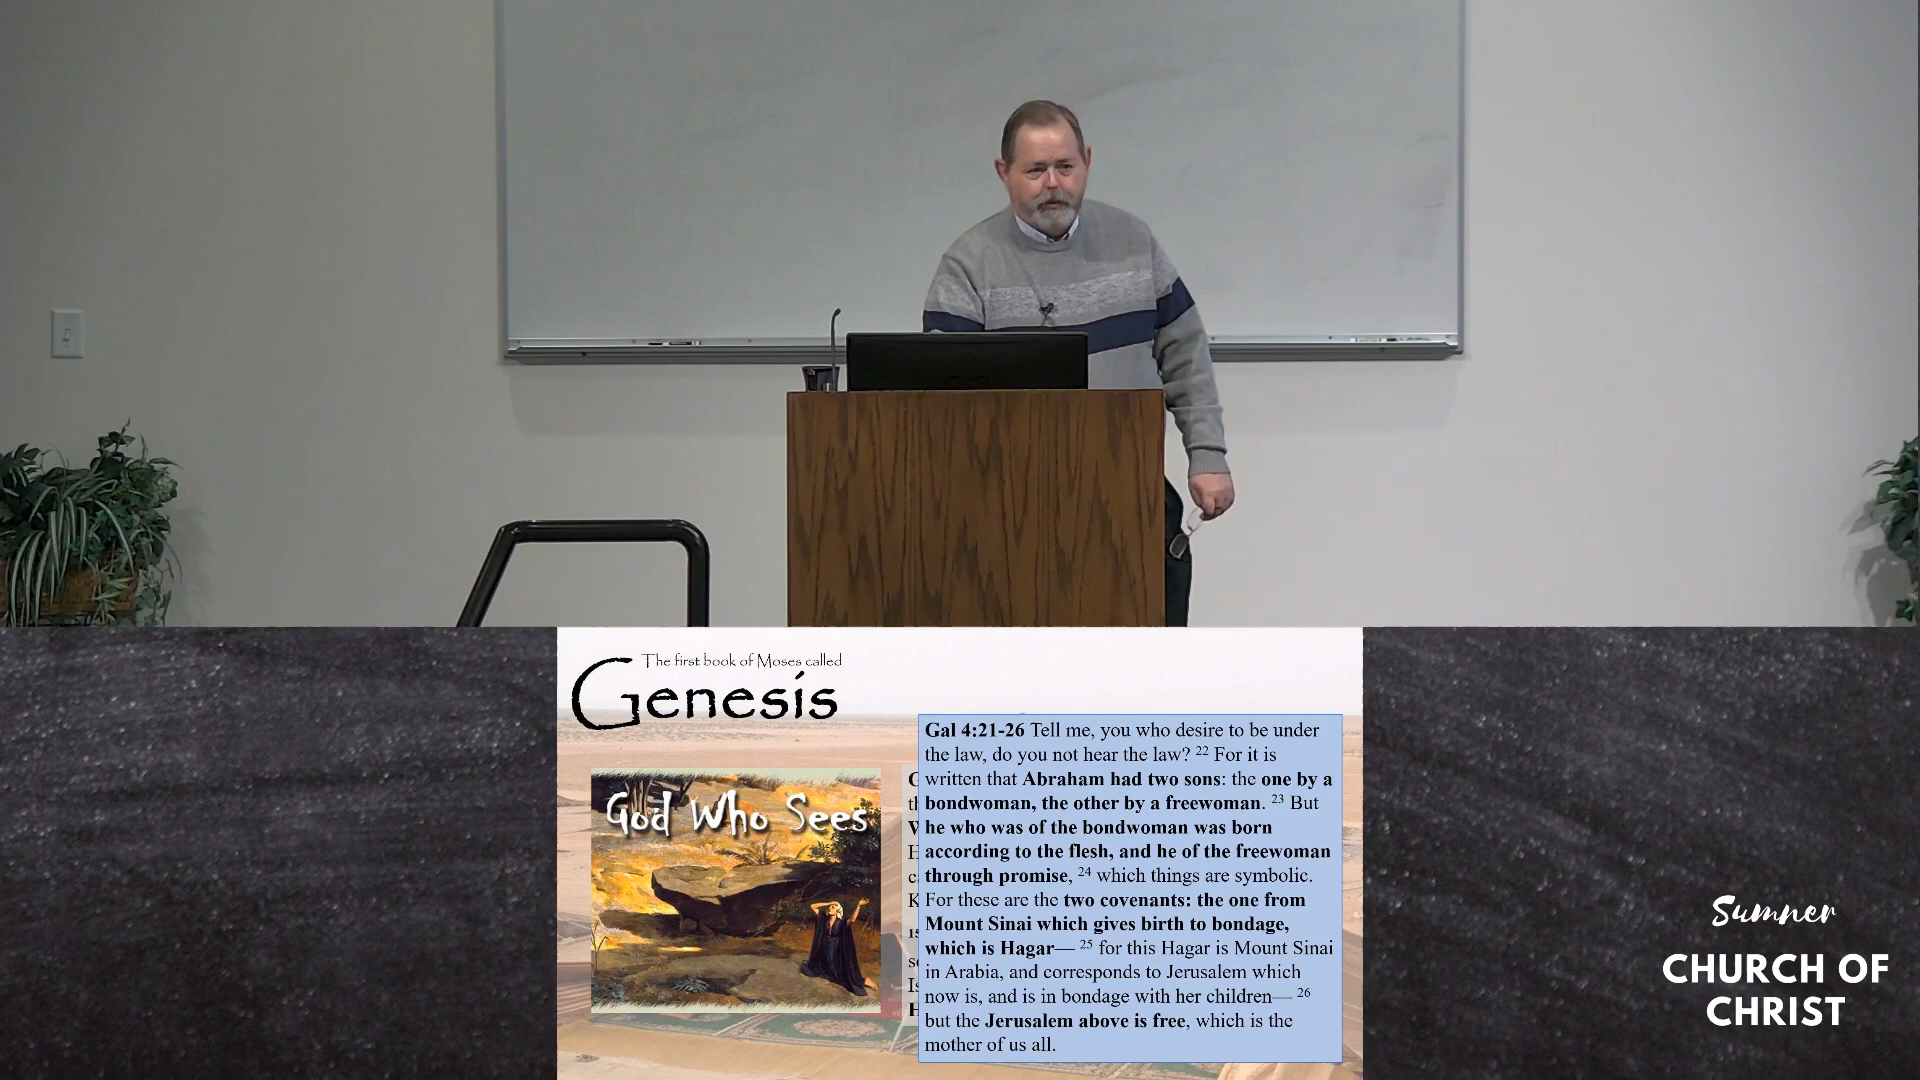 The first book of Moses called
Genesis
God Who Sees
Gal 4:21-26 Tell me, you who desire to be under
the law, do you not hear the law? 22 For it is
written that Abraham had two sons: the one by a
bondwoman, the other by a freewoman. 23 But
he who was of the bondwoman was born
according to the flesh, and he of the freewoman
through promise, 24 which things are symbolic.
For these are the two covenants: the one from
Mount Sinai which gives birth to bondage,
which is Hagar— 25 for this Hagar is Mount Sinai
in Arabia, and corresponds to Jerusalem which
now is, and is in bondage with her children— 26
but the Jerusalem above is free, which is the
mother of us all.
Sumner
CHURCH OF
CHRIST